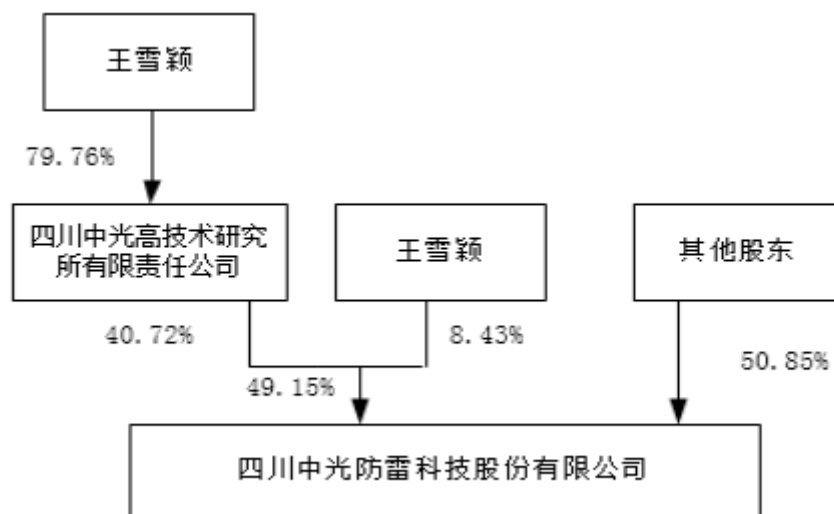 王雪颖
79.76%
四川中光高技术研究
所有限责任公司
王雪颖
其他股东
40.72%
8.43%
50.85%
49.15%
四川中光防雷科技股份有限公司